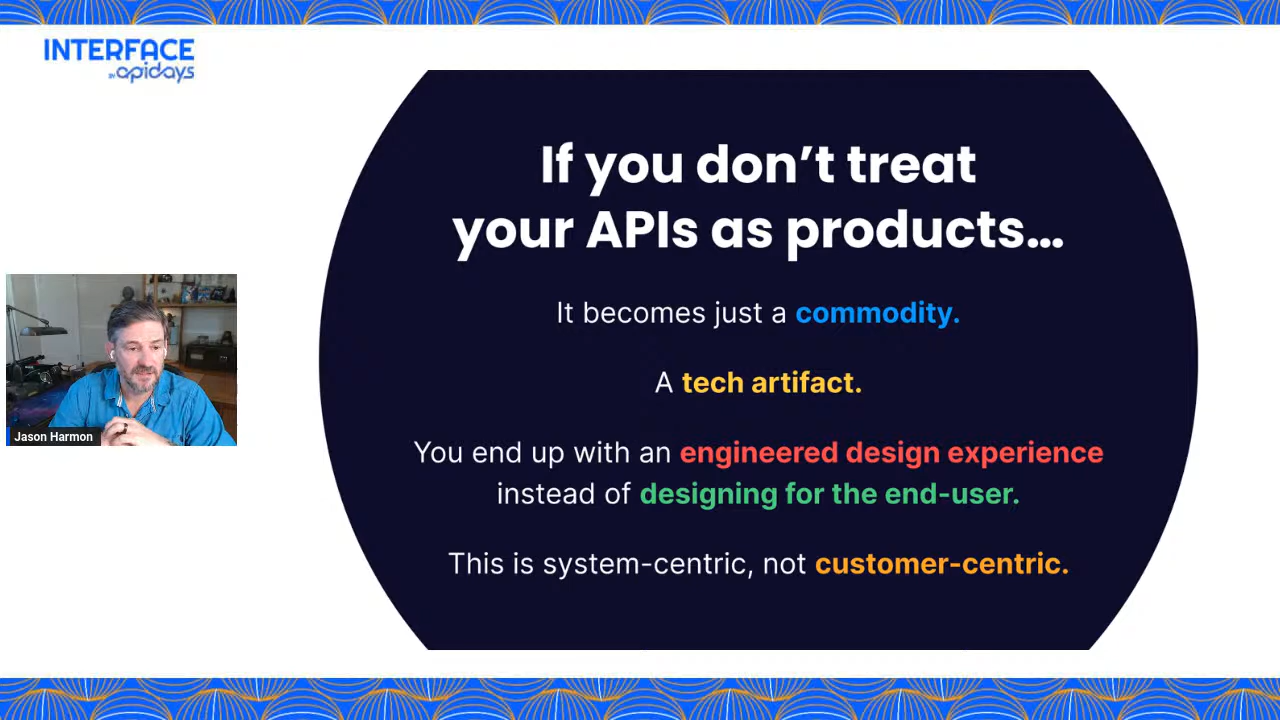 INTERFACE
BY apidays
If you don’t treat
your APIs as products…
It becomes just a commodity.
A tech artifact.
You end up with an engineered design experience
instead of designing for the end-user.
This is system-centric, not customer-centric.
Jason Harmon